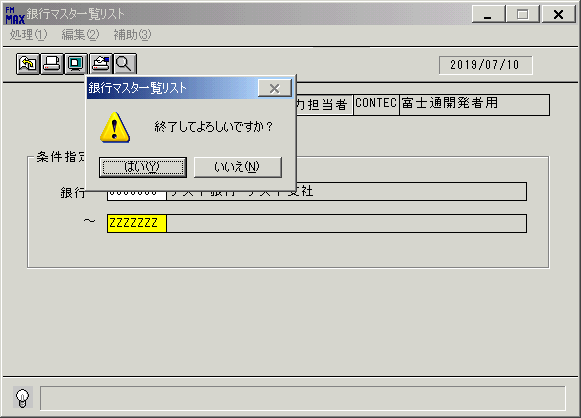 FM
MAX 銀行マスタ一覧リスト
処理(1) 編集(2) 補助(3)
2019/07/10
銀行マスタ一覧リスト
力担当者 CONTEC 富士通開発者用
終了してよろしいですか？
はい(Y) いいえ(N)
条件指定
銀行 0000000 テスト銀行 テスト支社
～ ZZZZZZZ